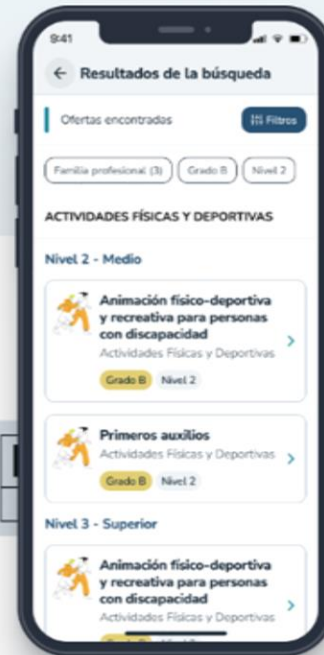 9:41
Resultados de la búsqueda
Ofertas encontradas
Filtros
Familia profesional (3) Grado B Nivel 2
ACTIVIDADES FÍSICAS Y DEPORTIVAS
Nivel 2 - Medio
Animación físico-deportiva
y recreativa para personas
con discapacidad
Actividades Físicas y Deportivas
Grado B Nivel 2
Primeros auxilios
Actividades Físicas y Deportivas
Grado B Nivel 2
Nivel 3 - Superior
Animación físico-deportiva
y recreativa para personas
con discapacidad
Actividades Físicas y Deportivas